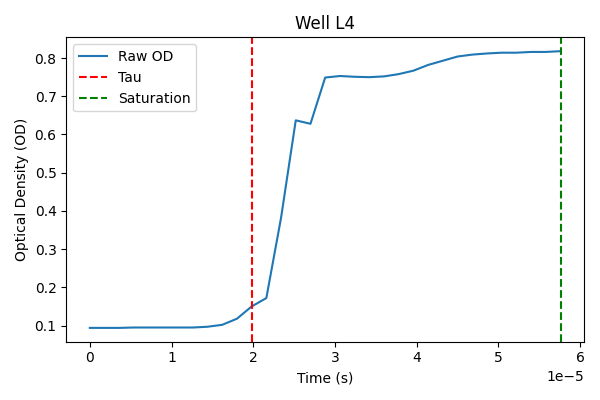 Well L4
Raw OD
Tau
Saturation
Optical Density (OD)
0.8
0.7
0.6
0.5
0.4
0.3
0.2
0.1
0 1 2 3 4 5 6
1e−5
Time (s)